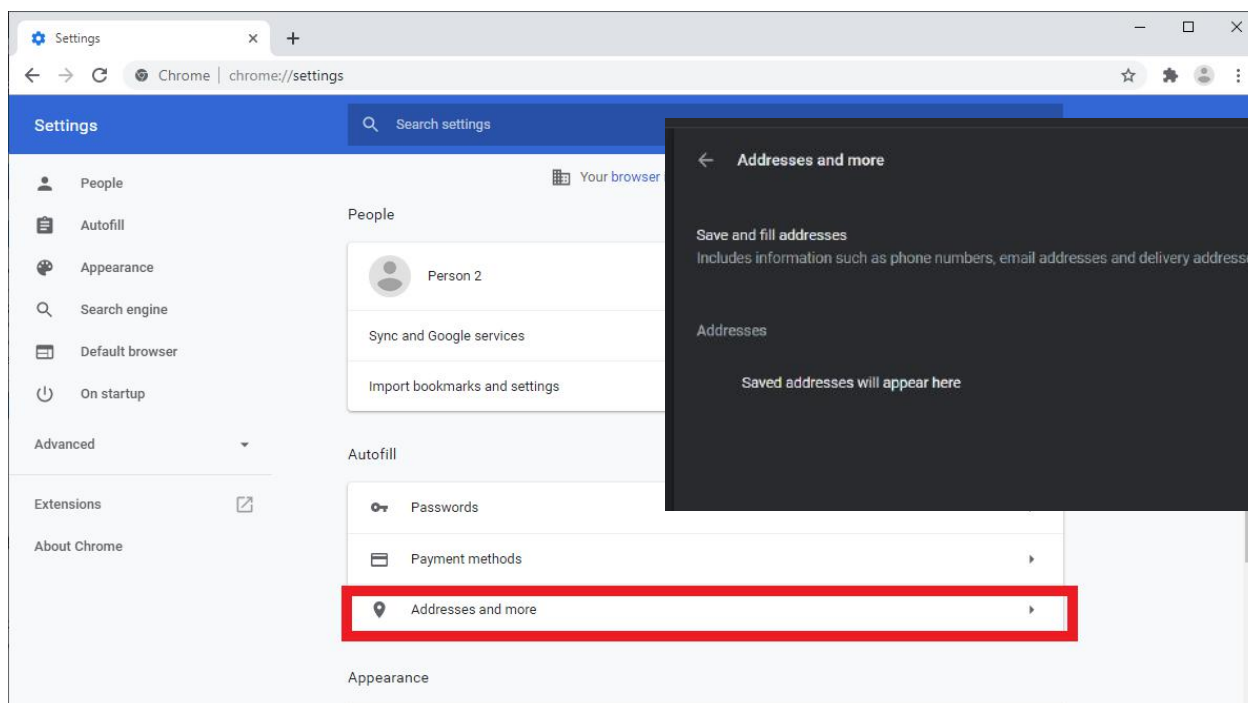 Settings
Chrome | chrome://settings
Settings
Search settings
People
Autofill
Appearance
Search engine
Default browser
On startup
Advanced
Extensions
About Chrome
Your browser
People
Person 2
Sync and Google services
Import bookmarks and settings
Autofill
Passwords
Payment methods
Addresses and more
Appearance
Addresses and more
Save and fill addresses
Includes information such as phone numbers, email addresses and delivery addresse
Addresses
Saved addresses will appear here